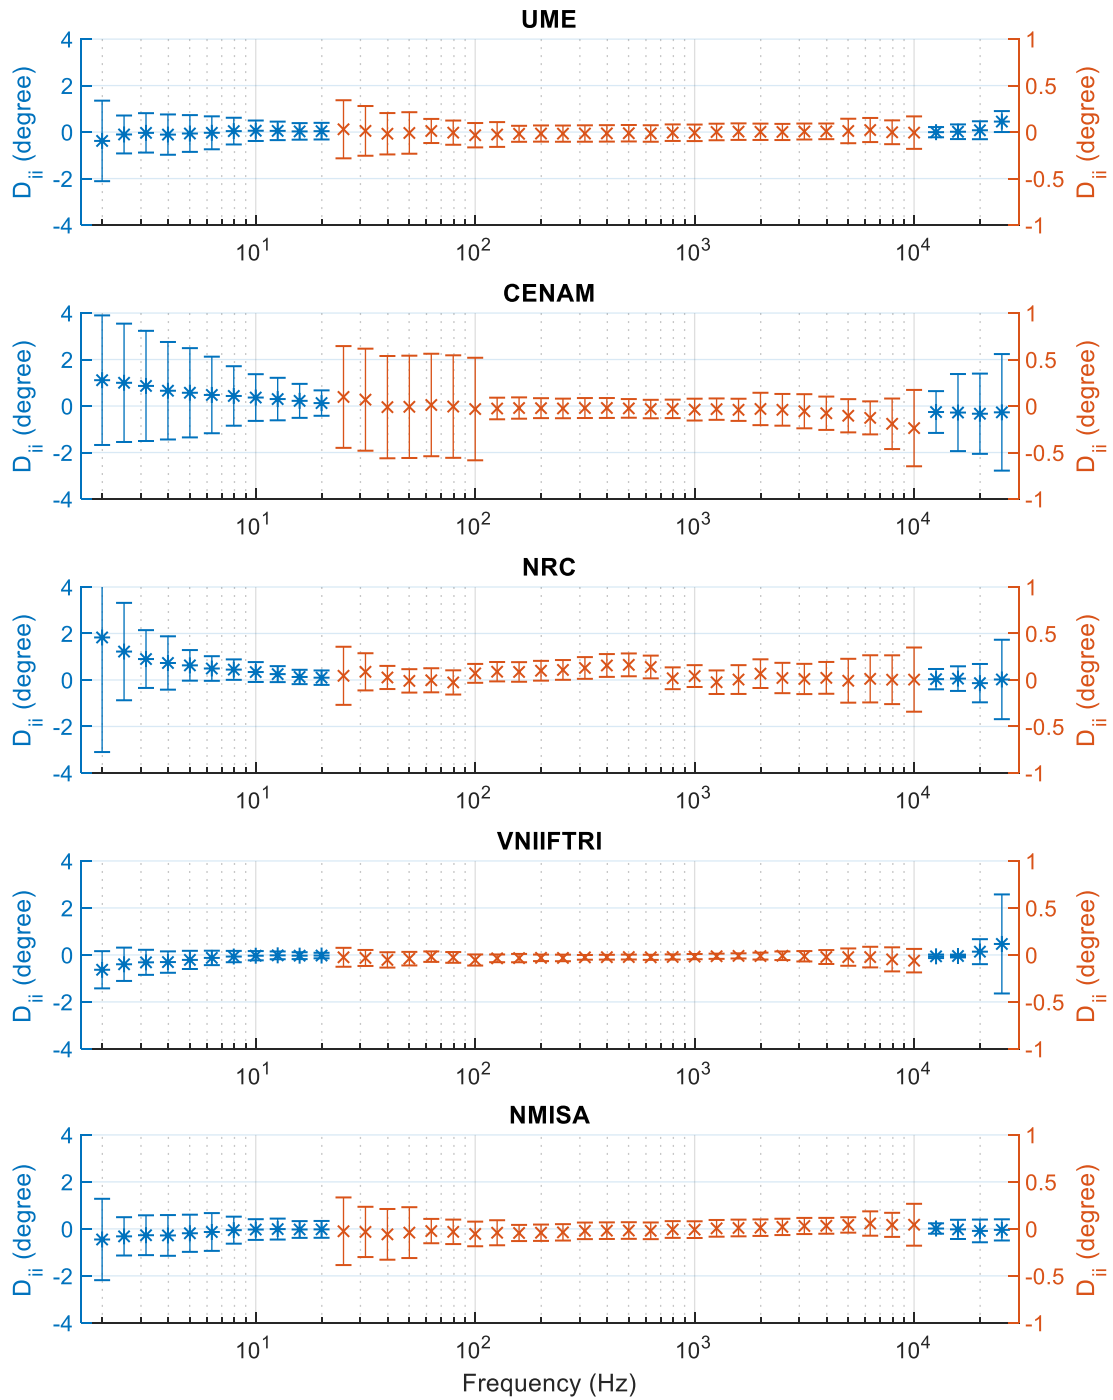 UME
4 2 0 -2 -4
D_ii (degree)
1 0.5 0 -0.5 -1
D_ii (degree)
10^1 10^2 10^3 10^4
CENAM
4 2 0 -2 -4
D_ii (degree)
1 0.5 0 -0.5 -1
D_ii (degree)
10^1 10^2 10^3 10^4
NRC
4 2 0 -2 -4
D_ii (degree)
1 0.5 0 -0.5 -1
D_ii (degree)
10^1 10^2 10^3 10^4
VNIIFTRI
4 2 0 -2 -4
D_ii (degree)
1 0.5 0 -0.5 -1
D_ii (degree)
10^1 10^2 10^3 10^4
NMISA
4 2 0 -2 -4
D_ii (degree)
1 0.5 0 -0.5 -1
D_ii (degree)
10^1 10^2 10^3 10^4
Frequency (Hz)